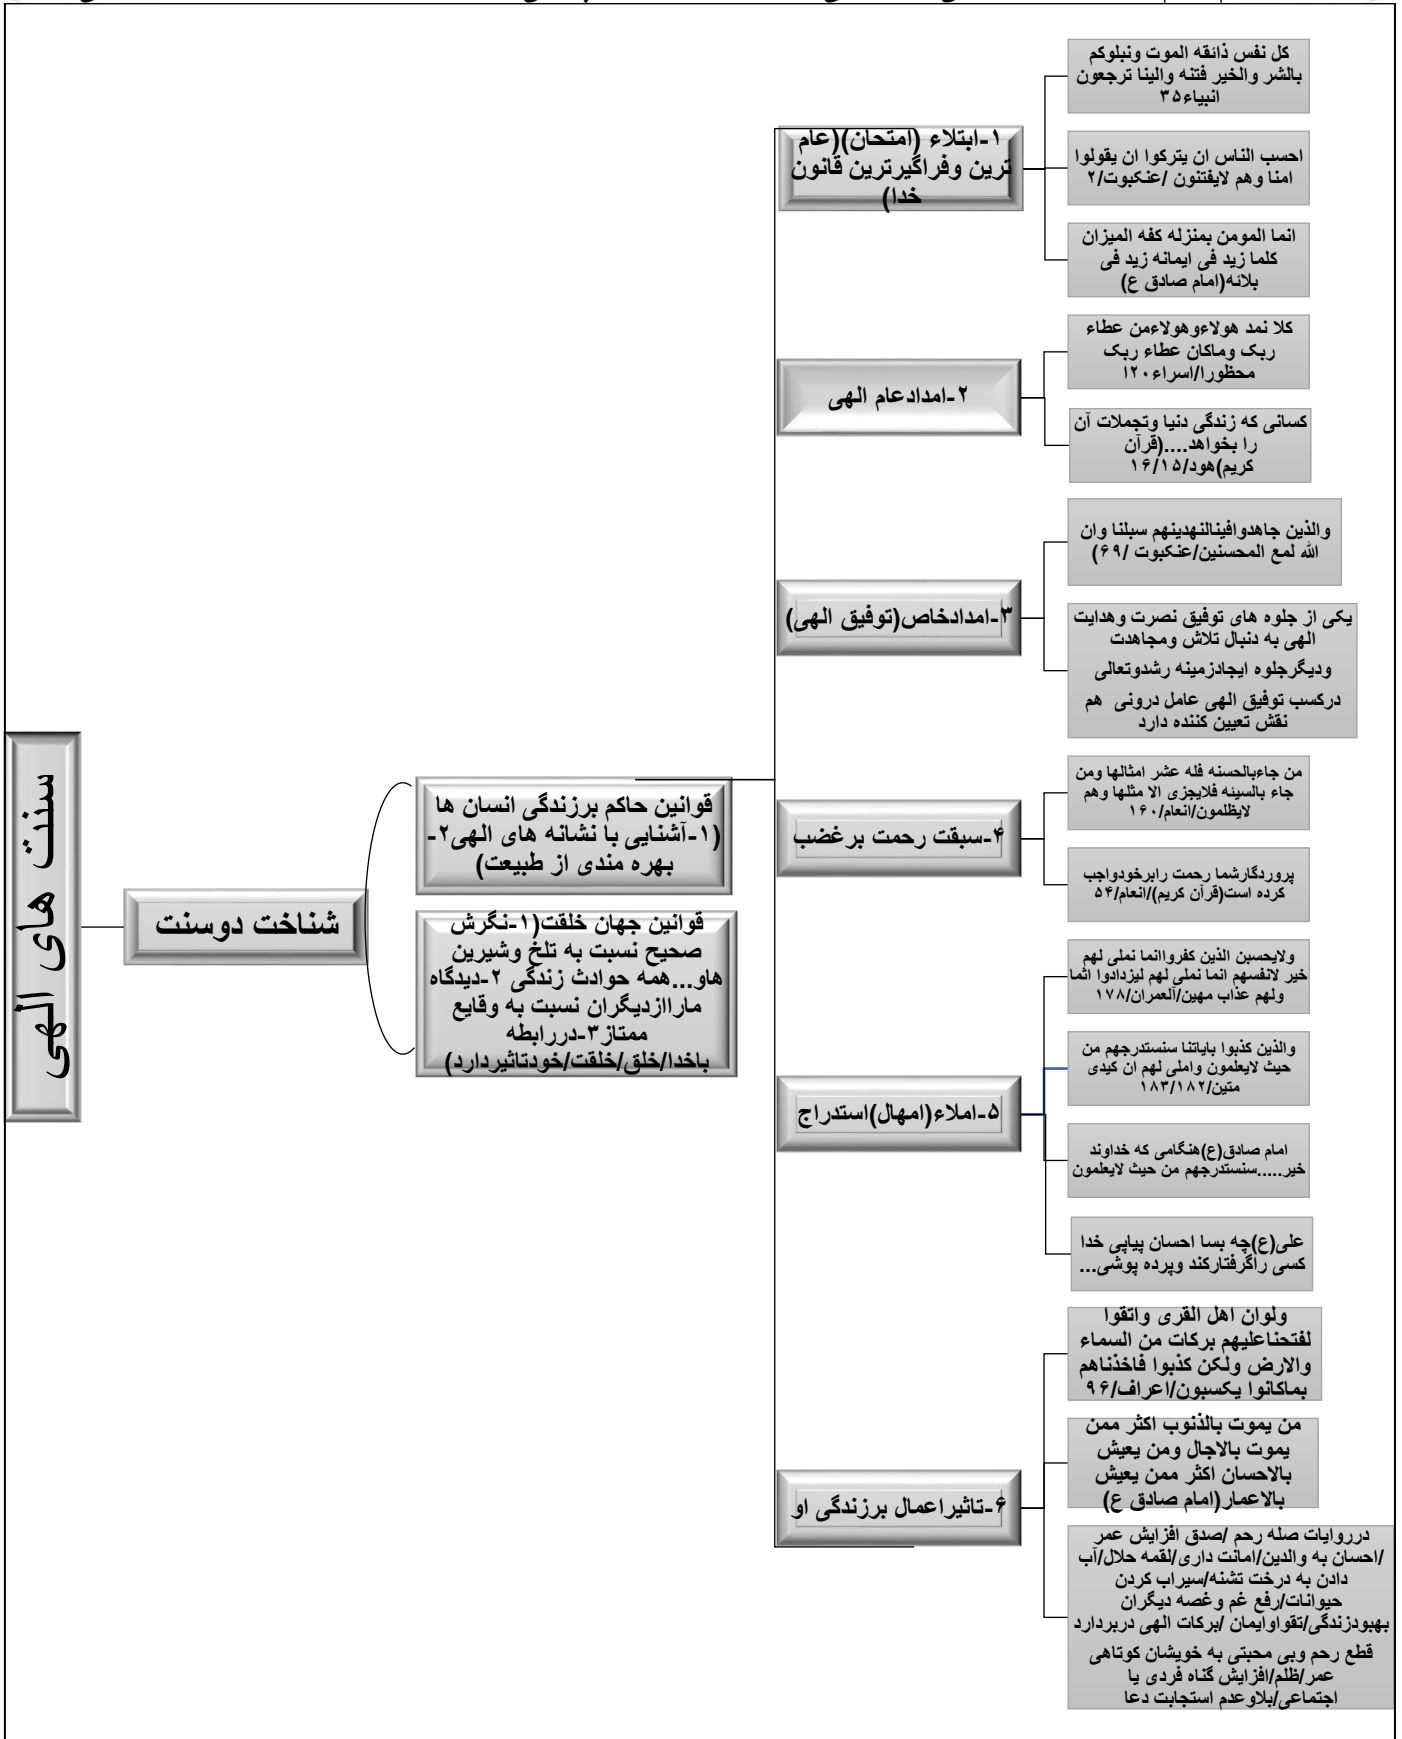 سنت های الهی
شناخت دوسنت
قوانین حاکم برزندگی انسان ها
(۱-آشنایی با نشانه های الهی۲-
بهره مندی از طبیعت)
قوانین جهان خلقت(۱-نگرش
صحیح نسبت به تلخ وشیرین
هاو...همه حوادث زندگی ۲-دیدگاه
ماراازدیگران نسبت به وقایع
ممتاز۳-دررابطه
باخدا/خلق/خلقت/خودتاثیردارد)
۱-ابتلاء (امتحان)(عام
ترین وفراگیرترین قانون
خدا)
کل نفس ذائقه الموت ونبلوکم
بالشر والخیر فتنه والینا ترجعون
انبیاء۳۵
احسب الناس ان یترکوا ان یقولوا
امنا وهم لایفتنون /عنکبوت/۲
انما المومن بمنزله کفه المیزان
کلما زید فی ایمانه زید فی
بلائه(امام صادق ع)
۲-امدادعام الهی
کلا نمد هولاءوهولاءمن عطاء
ربک وماکان عطاء ربک
محظورا/اسراء۱۲۰
کسانی که زندگی دنیا وتجملات آن
را بخواهد....(قرآن
کریم)هود/۱۶/۱۵
۳-امدادخاص(توفیق الهی)
والذین جاهدوافینالنهدینهم سبلنا وان
الله لمع المحسنین/عنکبوت /۶۹)
یکی از جلوه های توفیق نصرت وهدایت
الهی به دنبال تلاش ومجاهدت
ودیگرجلوه ایجادزمینه رشدوتعالی
درکسب توفیق الهی عامل درونی هم
نقش تعیین کننده دارد
۴-سبقت رحمت برغضب
من جاءبالحسنه فله عشر امثالها ومن
جاء بالسینه فلایجزی الا مثلها وهم
لایظلمون/انعام/۱۶۰
پروردگارشما رحمت رابرخودواجب
کرده است(قرآن کریم)/انعام/۵۴
۵-املاء(امهال)استدراج
ولایحسبن الذین کفرواانما نملی لهم
خیر لانفسهم انما نملی لهم لیزدادوا اثما
ولهم عذاب مهین/آلعمران/۱۷۸
والذین کذبوا بایاتنا سنستدرجهم من
حیث لایعلمون واملی لهم ان کیدی
متین/۱۸۳/۱۸۲
امام صادق(ع)هنگامی که خداوند
خیر.....سنستدرجهم من حیث لایعلمون
علی(ع)چه بسا احسان پیاپی خدا
کسی راگرفتارکند وپرده پوشی...
۶-تاثیراعمال برزندگی او
ولوان اهل القری واتقوا
لفتحناعلیهم برکات من السماء
والارض ولکن کذبوا فاخذناهم
بماکانوا یکسبون/اعراف/۹۶
من یموت بالذنوب اکثر ممن
یموت بالاجال ومن یعیش
بالاحسان اکثر ممن یعیش
بالاعمار(امام صادق ع)
درروایات صله رحم /صدق افزایش عمر
/احسان به والدین/امانت داری/لقمه حلال/آب
دادن به درخت تشنه/سیراب کردن
حیوانات/رفع غم وغصه دیگران
بهبودزندگی/تقواوایمان /برکات الهی دربردارد
قطع رحم وبی محبتی به خویشان کوتاهی
عمر/ظلم/افزایش گناه فردی یا
اجتماعی/بلاوعدم استجابت دعا